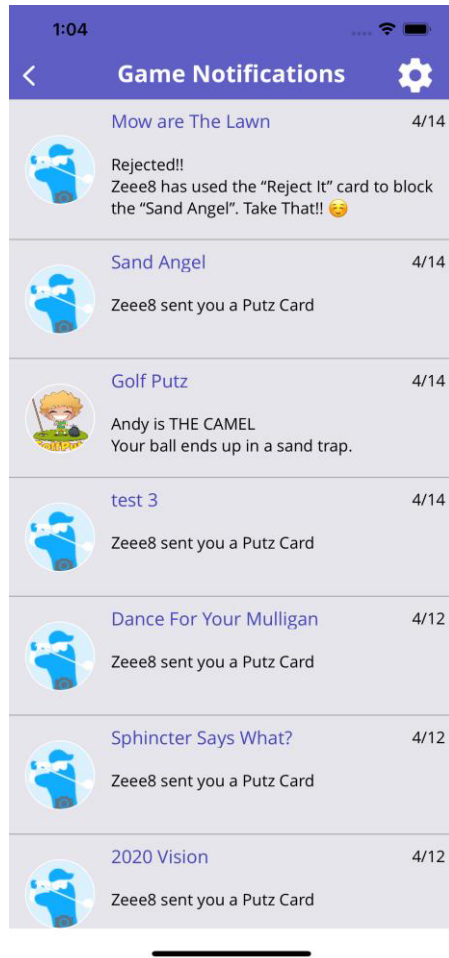 1:04
Game Notifications
Mow are The Lawn 4/14
Rejected!!
Zeee8 has used the “Reject It” card to block
the “Sand Angel”. Take That!! ☺️
Sand Angel 4/14
Zeee8 sent you a Putz Card
Golf Putz 4/14
Andy is THE CAMEL
Your ball ends up in a sand trap.
test 3 4/14
Zeee8 sent you a Putz Card
Dance For Your Mulligan 4/12
Zeee8 sent you a Putz Card
Sphincter Says What? 4/12
Zeee8 sent you a Putz Card
2020 Vision 4/12
Zeee8 sent you a Putz Card